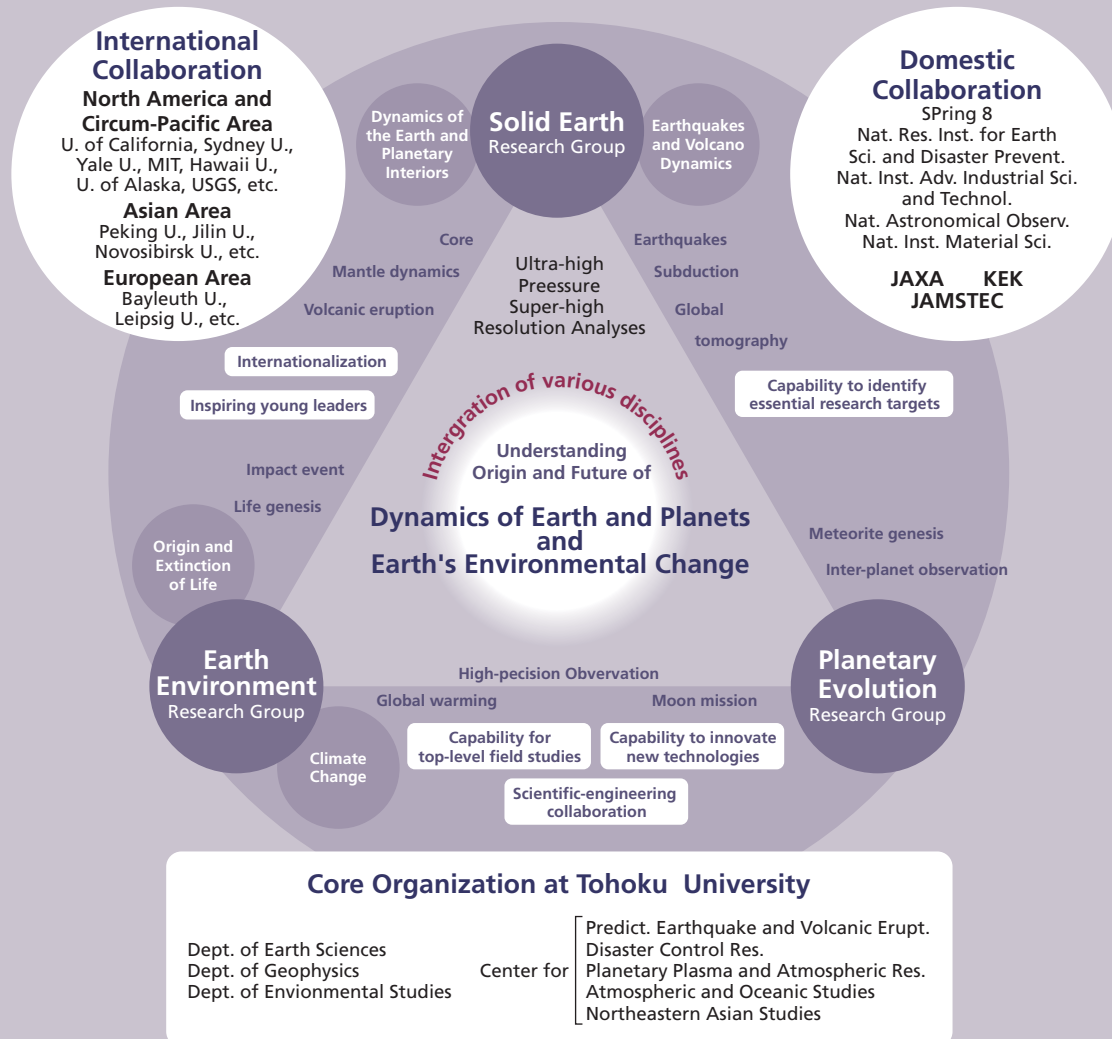 International
Collaboration
North America and
Circum-Pacific Area
U. of California, Sydney U.,
Yale U., MIT, Hawaii U.,
U. of Alaska, USGS, etc.
Asian Area
Peking U., Jilin U.,
Novosibirsk U., etc.
European Area
Bayleuth U.,
Leipsig U., etc.
Dynamics of
the Earth and
Planetary
Interiors
Solid Earth
Research Group
Earthquakes
and Volcano
Dynamics
Domestic
Collaboration
SPring 8
Nat. Res. Inst. for Earth
Sci. and Disaster Prevent.
Nat. Inst. Adv. Industrial Sci.
and Technol.
Nat. Astronomical Observ.
Nat. Inst. Material Sci.
JAXA KEK
JAMSTEC
Core
Mantle dynamics
Volcanic eruption
Internationalization
Inspiring young leaders
Ultra-high
Preessure
Super-high
Resolution Analyses
Earthquakes
Subduction
Global
tomography
Capability to identify
essential research targets
Intergration of various disciplines
Understanding
Origin and Future of
Dynamics of Earth and Planets
and
Earth's Environmental Change
Impact event
Life genesis
Origin and
Extinction
of Life
Earth
Environment
Research Group
Climate
Change
Meteorite genesis
Inter-planet observation
Planetary
Evolution
Research Group
High-pecision Obvervation
Global warming
Moon mission
Capability for
top-level field studies
Capability to innovate
new technologies
Scientific-engineering
collaboration
Core Organization at Tohoku University
Dept. of Earth Sciences
Dept. of Geophysics
Dept. of Envionmental Studies
Center for
Predict. Earthquake and Volcanic Erupt.
Disaster Control Res.
Planetary Plasma and Atmospheric Res.
Atmospheric and Oceanic Studies
Northeastern Asian Studies